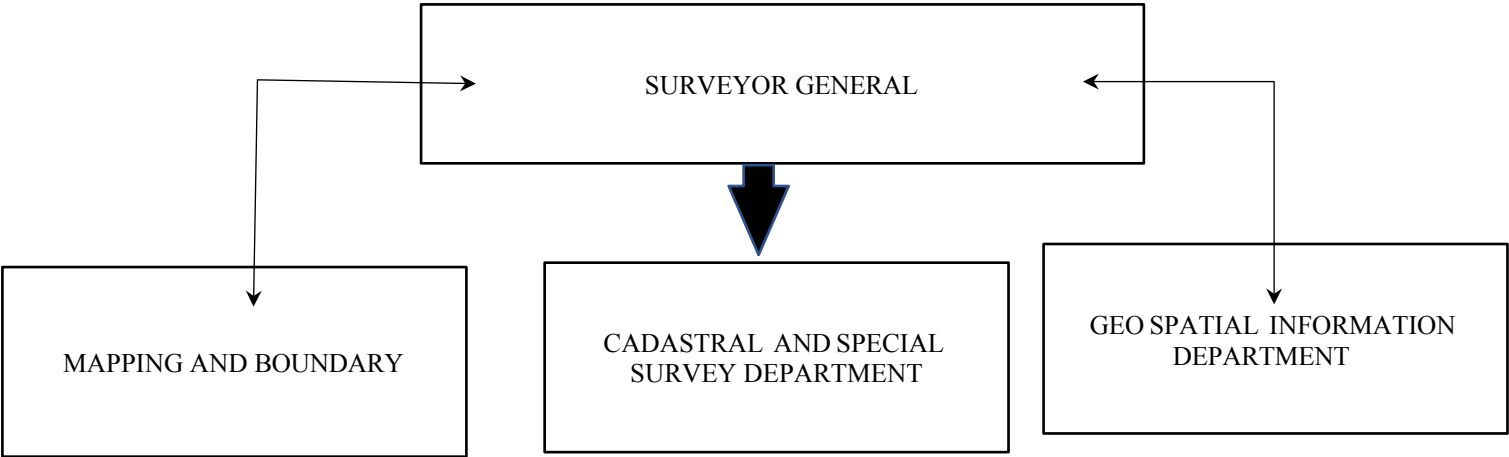 SURVEYOR GENERAL
MAPPING AND BOUNDARY
CADASTRAL AND SPECIAL
SURVEY DEPARTMENT
GEO SPATIAL INFORMATION
DEPARTMENT